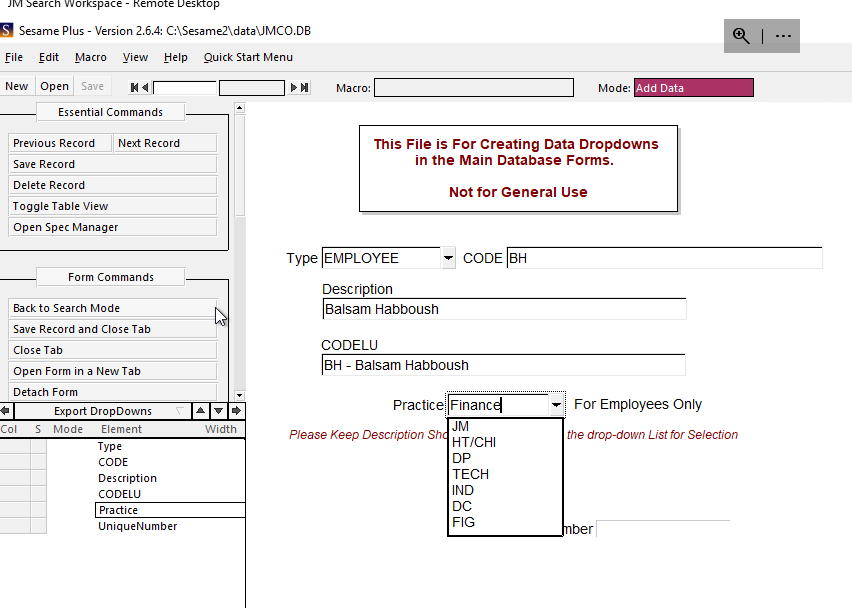 JM Search Workspace - Remote Desktop
Sesame Plus - Version 2.6.4: C:\Sesame2\data\JMCO.DB
File Edit Macro View Help Quick Start Menu
New Open Save Macro: Mode: Add Data
Essential Commands
Previous Record Next Record
Save Record
Delete Record
Toggle Table View
Open Spec Manager
Form Commands
Back to Search Mode
Save Record and Close Tab
Close Tab
Open Form in a New Tab
Detach Form
Export DropDowns
Col S Mode Element Width
Type
CODE
Description
CODELU
Practice
UniqueNumber
This File is For Creating Data Dropdowns
in the Main Database Forms.
Not for General Use
Type EMPLOYEE CODE BH
Description
Balsam Habboush
CODELU
BH - Balsam Habboush
Practice Finance For Employees Only
Please Keep Description Sho the drop-down List for Selection
JM
HT/CHI
DP
TECH
IND
DC
FIG
mber